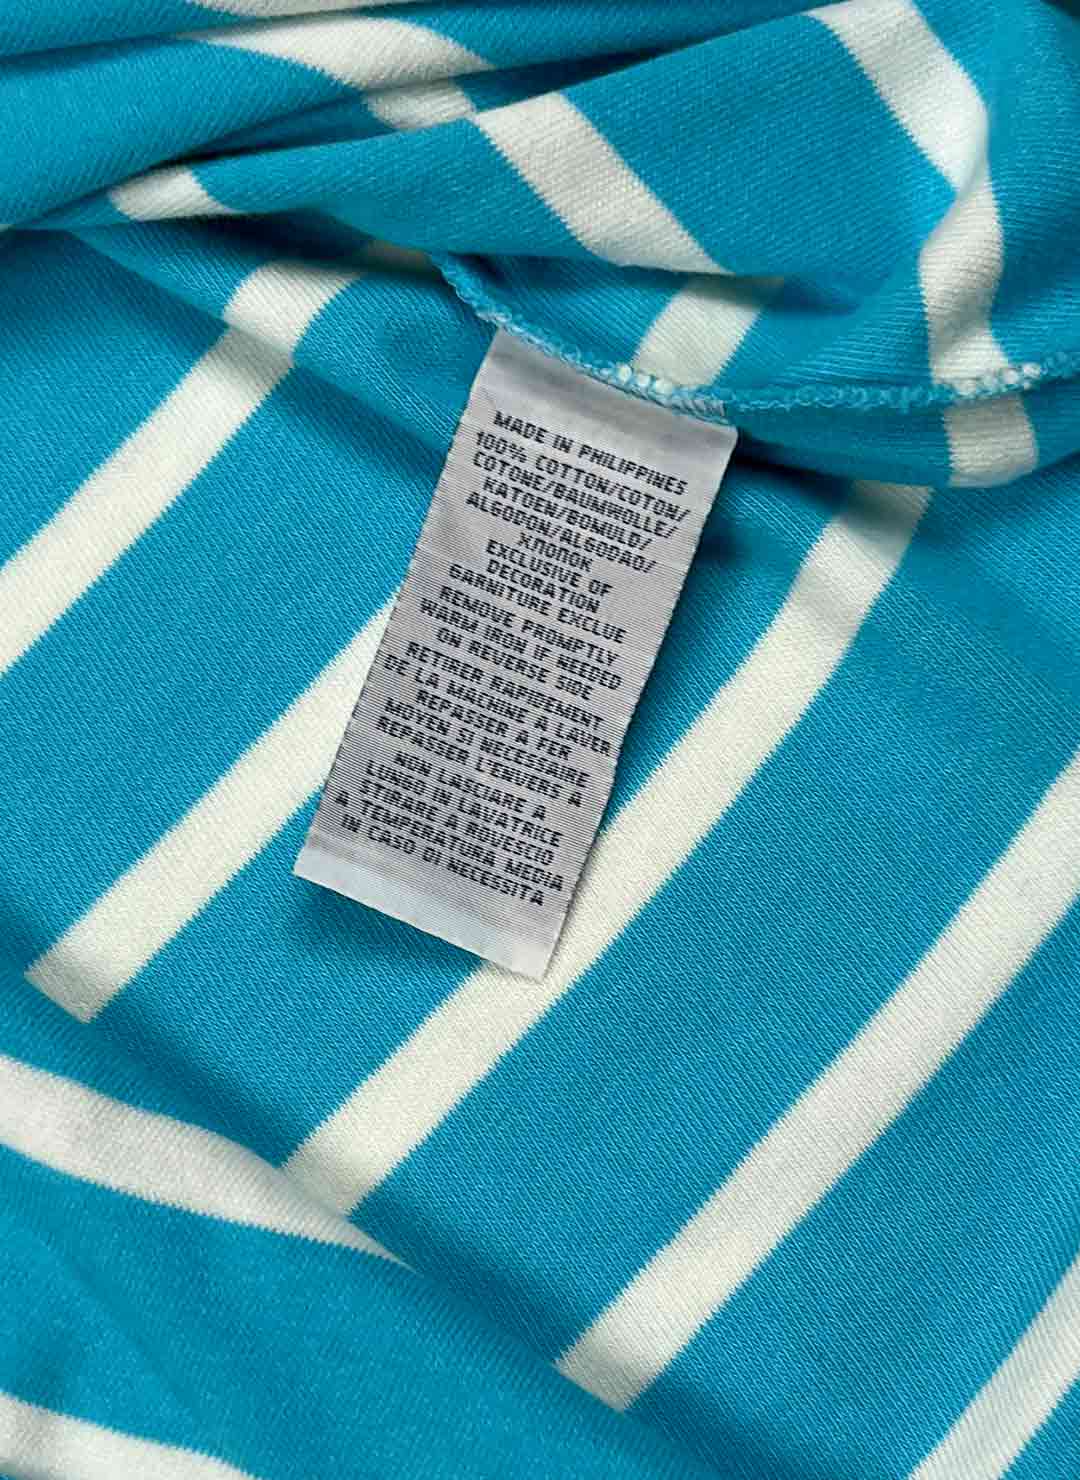 MADE IN PHILIPPINES
100% COTTON/COTON/
COTONE/BAUMWOLLE/
KATOEN/BOMULD/
ALGODON/ALGODAO/
ХЛОПОК
EXCLUSIVE OF
DECORATION
GARNITURE EXCLUE
REMOVE PROMPTLY
WARM IRON IF NEEDED
ON REVERSE SIDE
RETIRER RAPIDEMENT
DE LA MACHINE A LAVER
REPASSER A FER
MOYEN SI NECESSAIRE
REPASSER L'ENVERS A
NON LASCIARE A
LUNGO IN LAVATRICE
STIRARE A ROVESCIO
A TEMPERATURA MEDIA
IN CASO DI NECESSITA